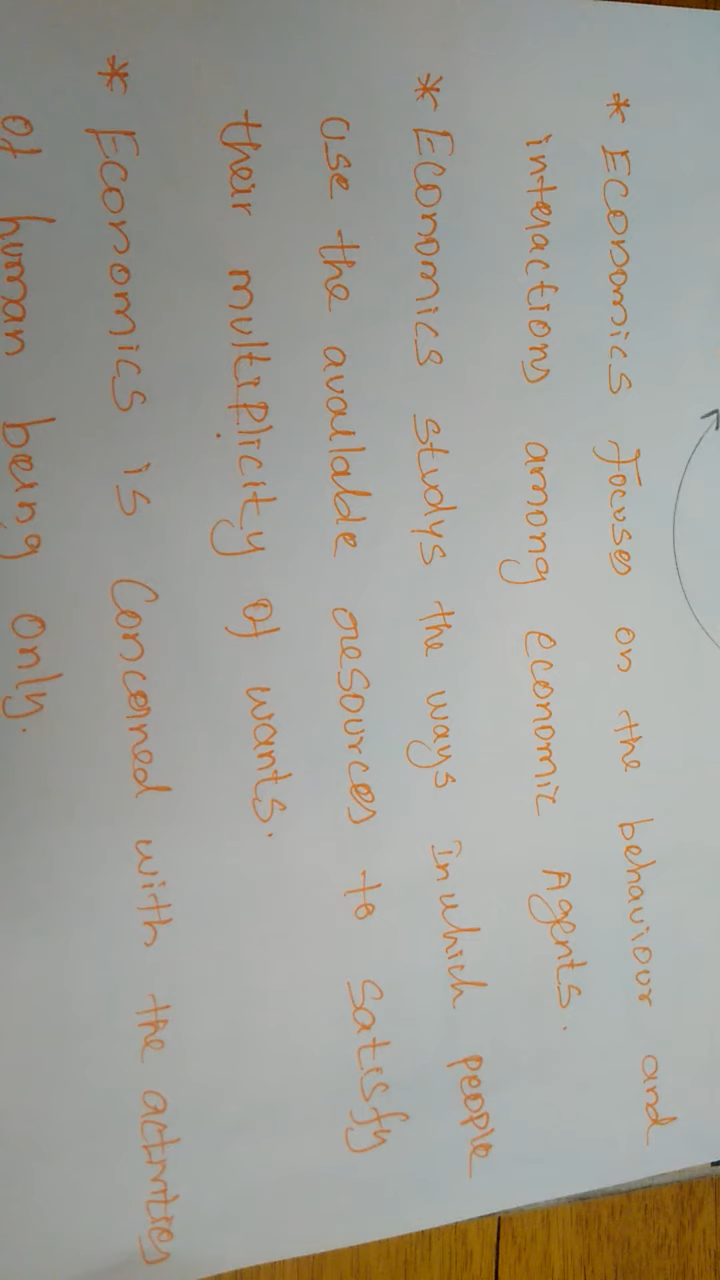 * Economics focuses on the behaviour and
interactions among economic Agents.
* Economics studys the ways in which people
use the available resources to satisfy
their multiplicity of wants.
* Economics is concerned with the activities
of human being only.